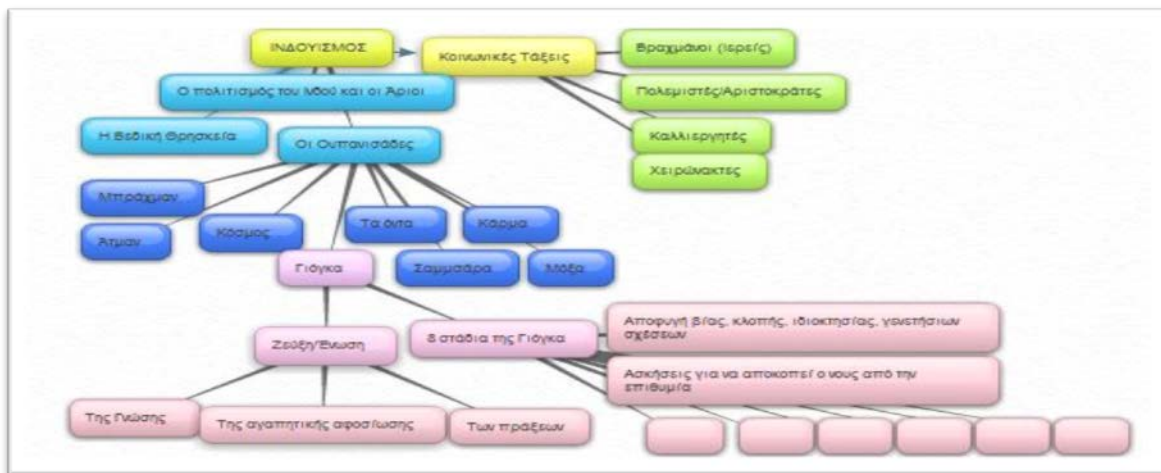 ΙΝΔΟΥΙΣΜΟΣ
Κοινωνικές Τάξεις
Βραχμάνοι (Ιερείς)
Πολεμιστές/Αριστοκράτες
Καλλιεργητές
Χειρώνακτες
Ο πολιτισμός του Ινδού και οι Άριοι
Η Βεδική Θρησκεία
Οι Ουπανισάδες
Μπράχμαν
Άτμαν
Κόσμος
Τα όντα
Κάρμα
Σαμσάρα
Μόξα
Γιόγκα
Ζεύξη/Ένωση
8 στάδια της Γιόγκα
Αποφυγή βίας, κλοπής, ιδιοκτησίας, γενετήσιων
σχέσεων
Ασκήσεις για να αποκοπεί ο νους από την
επιθυμία
Της Γνώσης
Της αγαπητικής αφοσίωσης
Των πράξεων